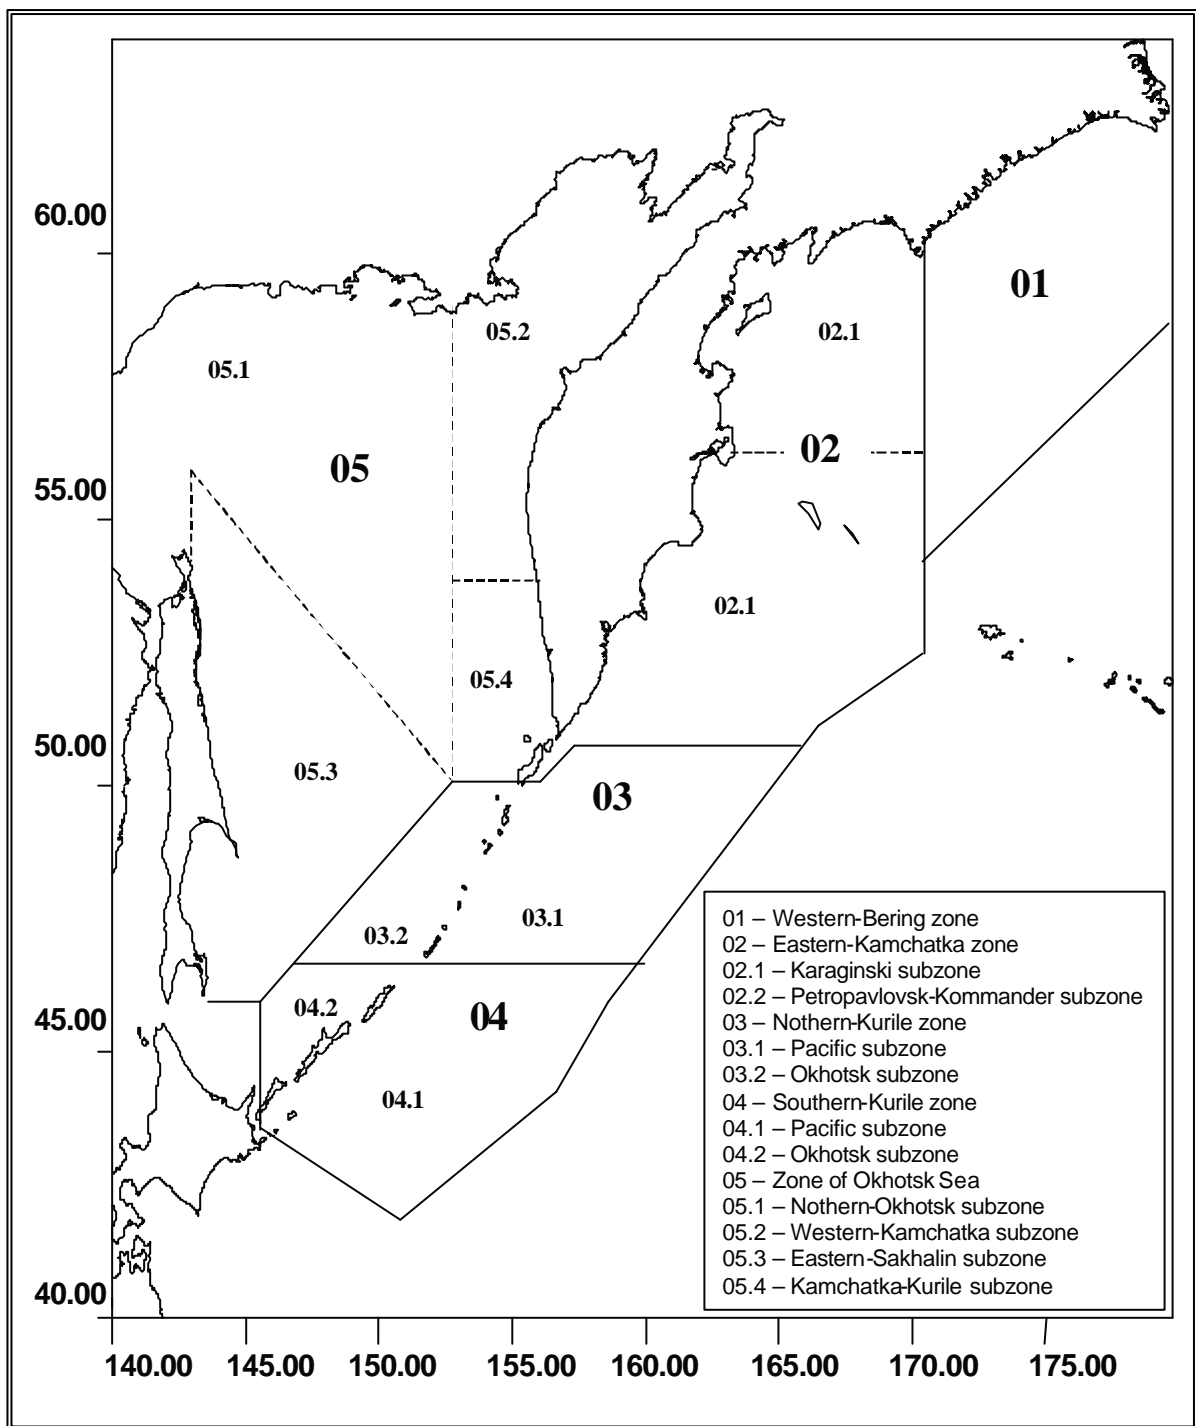 60.00
01
05.2
02.1
05.1
02
05
55.00
02.1
05.4
50.00
05.3
03
03.1
03.2
04.2
04
45.00
04.1
01 – Western-Bering zone
02 – Eastern-Kamchatka zone
02.1 – Karaginski subzone
02.2 – Petropavlovsk-Kommander subzone
03 – Nothern-Kurile zone
03.1 – Pacific subzone
03.2 – Okhotsk subzone
04 – Southern-Kurile zone
04.1 – Pacific subzone
04.2 – Okhotsk subzone
05 – Zone of Okhotsk Sea
05.1 – Nothern-Okhotsk subzone
05.2 – Western-Kamchatka subzone
05.3 – Eastern-Sakhalin subzone
05.4 – Kamchatka-Kurile subzone
40.00
140.00 145.00 150.00 155.00 160.00 165.00 170.00 175.00